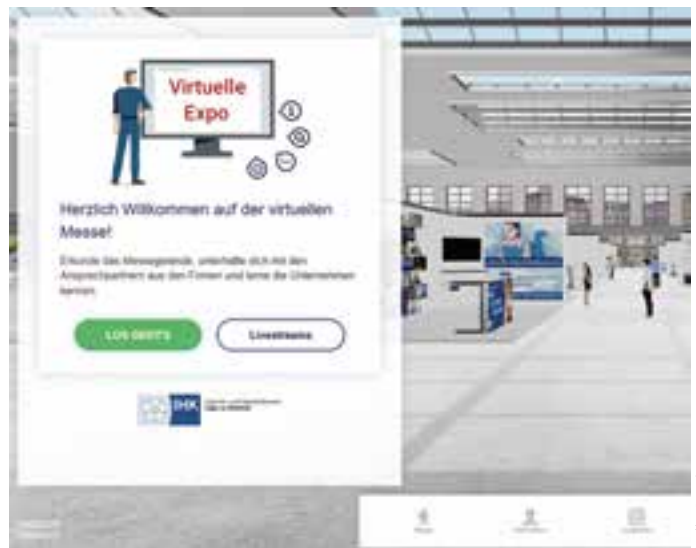 Virtuelle
Expo
Herzlich Willkommen auf der virtuellen
Messe!
Erkunde das Messegelände, unterhalte dich mit den
Ansprechpartnern aus den Firmen und lerne die Unternehmen
kennen.
LOS GEHT'S
Livestreams
IHK